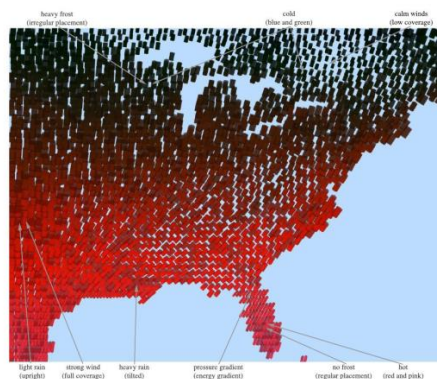 heavy frost
(irregular placement)
cold
(blue and green)
calm winds
(low coverage)
light rain
(upright)
strong wind
(full coverage)
heavy rain
(tilted)
pressure gradient
(energy gradient)
no frost
(regular placement)
hot
(red and pink)